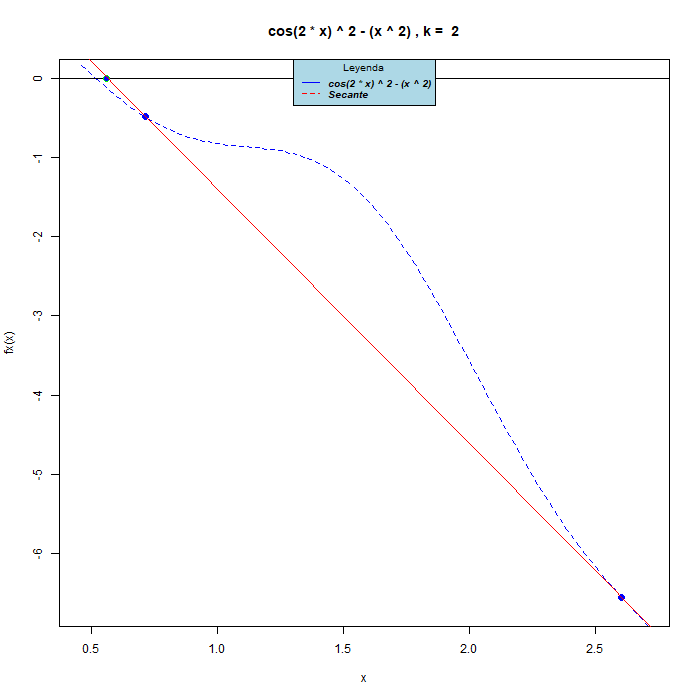 cos(2 * x) ^ 2 - (x ^ 2) , k =  2
Leyenda
cos(2 * x) ^ 2 - (x ^ 2)
Secante
fx(x)
0
-1
-2
-3
-4
-5
-6
0.5 1.0 1.5 2.0 2.5
x